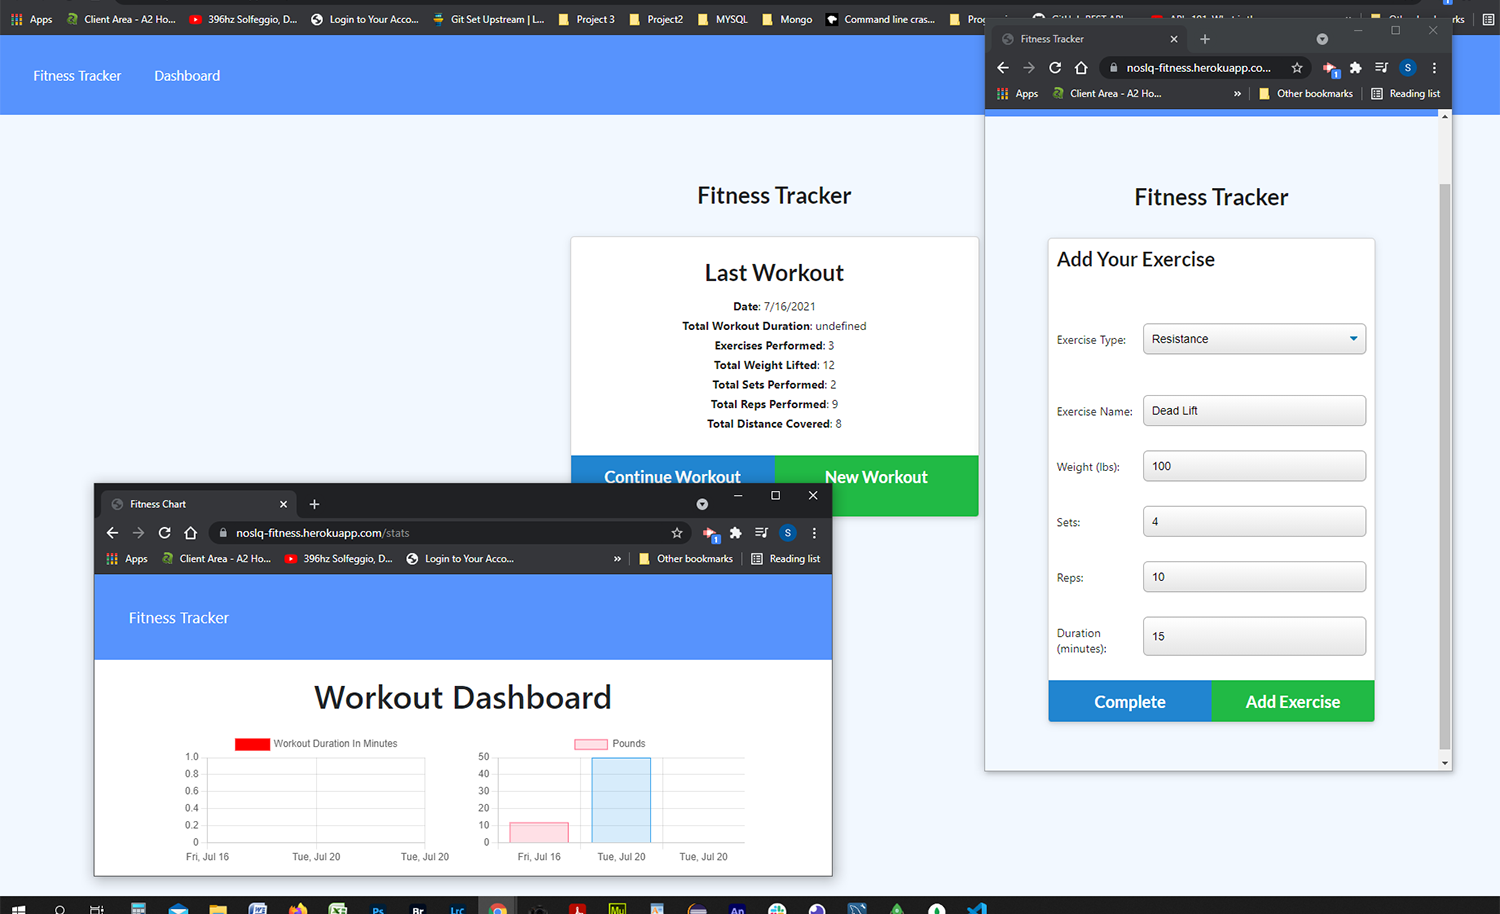 Apps
Client Area - A2 Ho...
396hz Solfeggio, D...
Login to Your Acco...
Git Set Upstream | L...
Project 3
Project2
MYSQL
Mongo
Command line cras...
Fitness Tracker
Dashboard
Fitness Tracker
Last Workout
Date: 7/16/2021
Total Workout Duration: undefined
Exercises Performed: 3
Total Weight Lifted: 12
Total Sets Performed: 2
Total Reps Performed: 9
Total Distance Covered: 8
Continue Workout
New Workout
Fitness Tracker
noslq-fitness.herokuapp.co...
1
S
Apps
Client Area - A2 Ho...
»
Other bookmarks
Reading list
Fitness Tracker
Add Your Exercise
Exercise Type:
Resistance
Exercise Name:
Dead Lift
Weight (lbs):
100
Sets:
4
Reps:
10
Duration
(minutes):
15
Complete
Add Exercise
Fitness Chart
noslq-fitness.herokuapp.com/stats
1
S
Apps
Client Area - A2 Ho...
396hz Solfeggio, D...
Login to Your Acco...
»
Other bookmarks
Reading list
Fitness Tracker
Workout Dashboard
Workout Duration In Minutes
1.0
0.8
0.6
0.4
0.2
0
Fri, Jul 16
Tue, Jul 20
Tue, Jul 20
Pounds
50
40
30
20
10
0
Fri, Jul 16
Tue, Jul 20
Tue, Jul 20
Ps
Br
Lrc
Mu
An